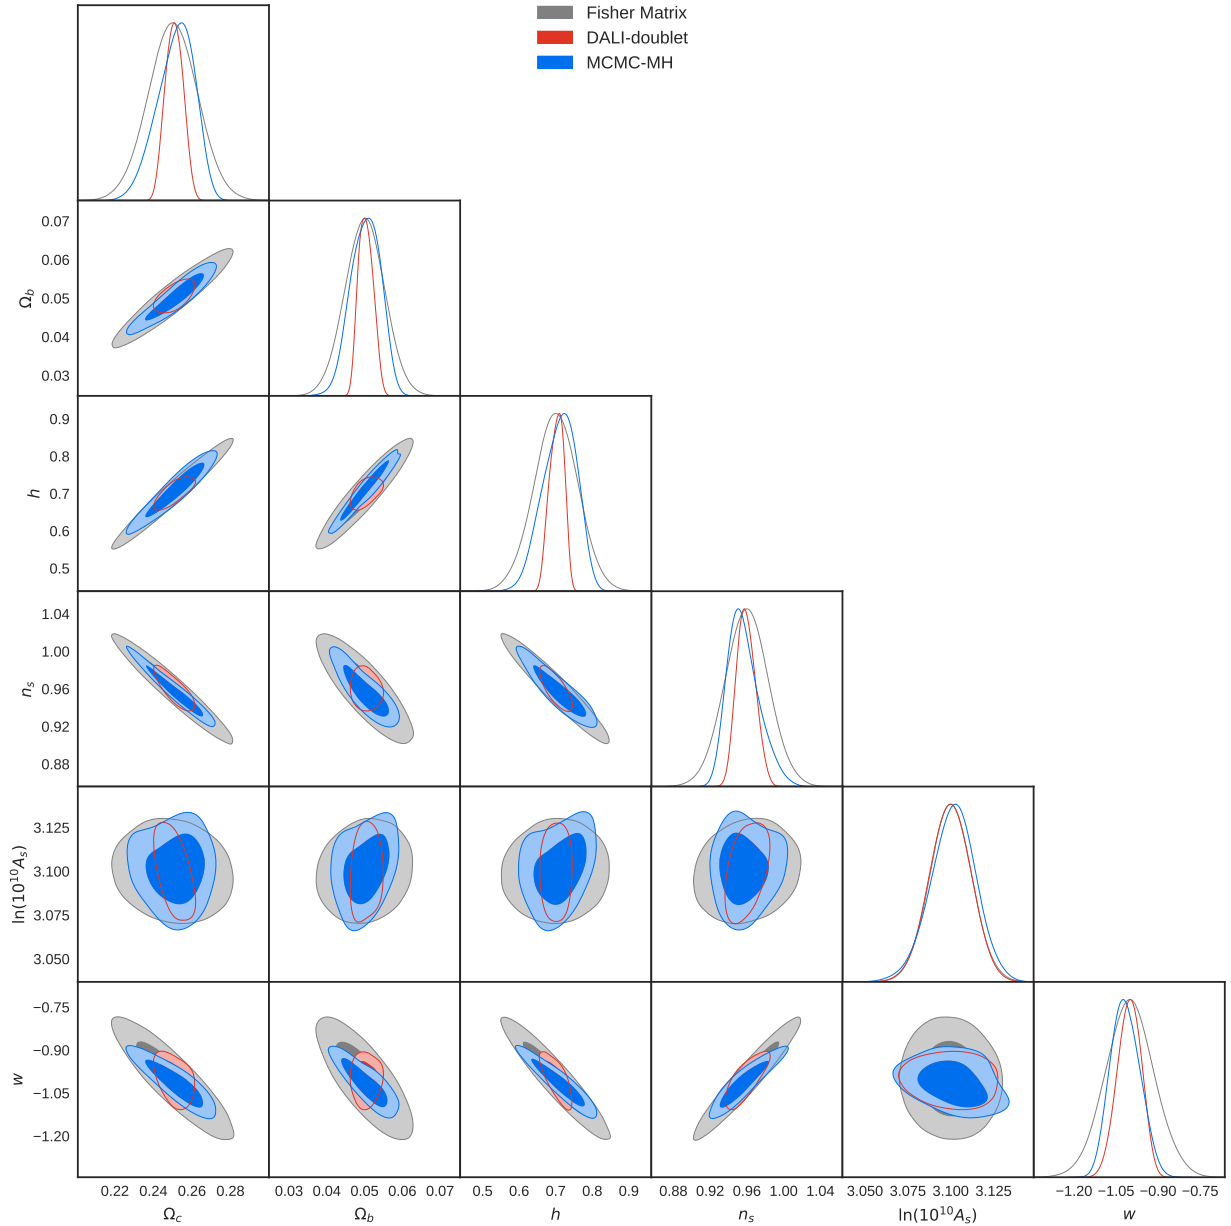 Fisher Matrix
DALI-doublet
MCMC-MH
0.07
0.06
0.05
0.04
0.03
Ω_b
0.9
0.8
0.7
0.6
0.5
h
1.04
1.00
0.96
0.92
0.88
n_s
3.125
3.100
3.075
3.050
ln(10^{10}A_s)
−0.75
−0.90
−1.05
−1.20
w
0.22 0.24 0.26 0.28
0.03 0.04 0.05 0.06 0.07
0.5 0.6 0.7 0.8 0.9
0.88 0.92 0.96 1.00 1.04
3.050 3.075 3.100 3.125
−1.20 −1.05 −0.90 −0.75
Ω_c
Ω_b
h
n_s
ln(10^{10}A_s)
w